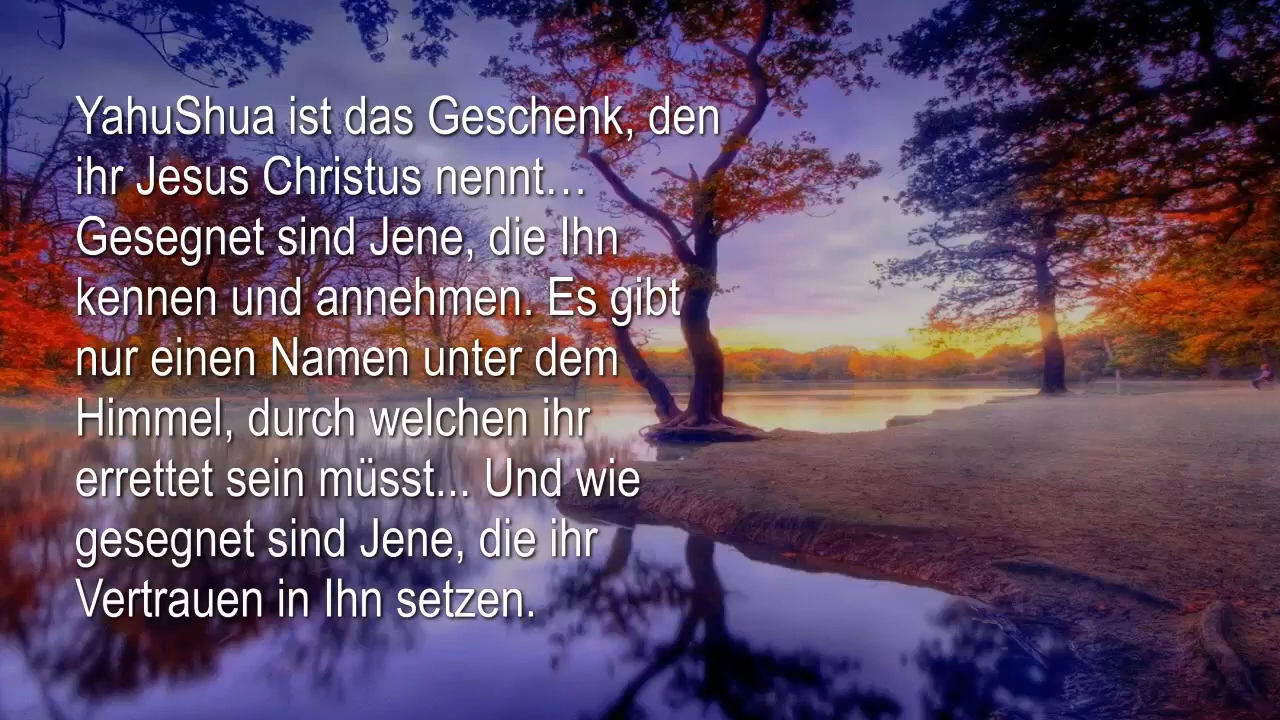 YahuShua ist das Geschenk, den
ihr Jesus Christus nennt…
Gesegnet sind Jene, die Ihn
kennen und annehmen. Es gibt
nur einen Namen unter dem
Himmel, durch welchen ihr
errettet sein müsst... Und wie
gesegnet sind Jene, die ihr
Vertrauen in Ihn setzen.